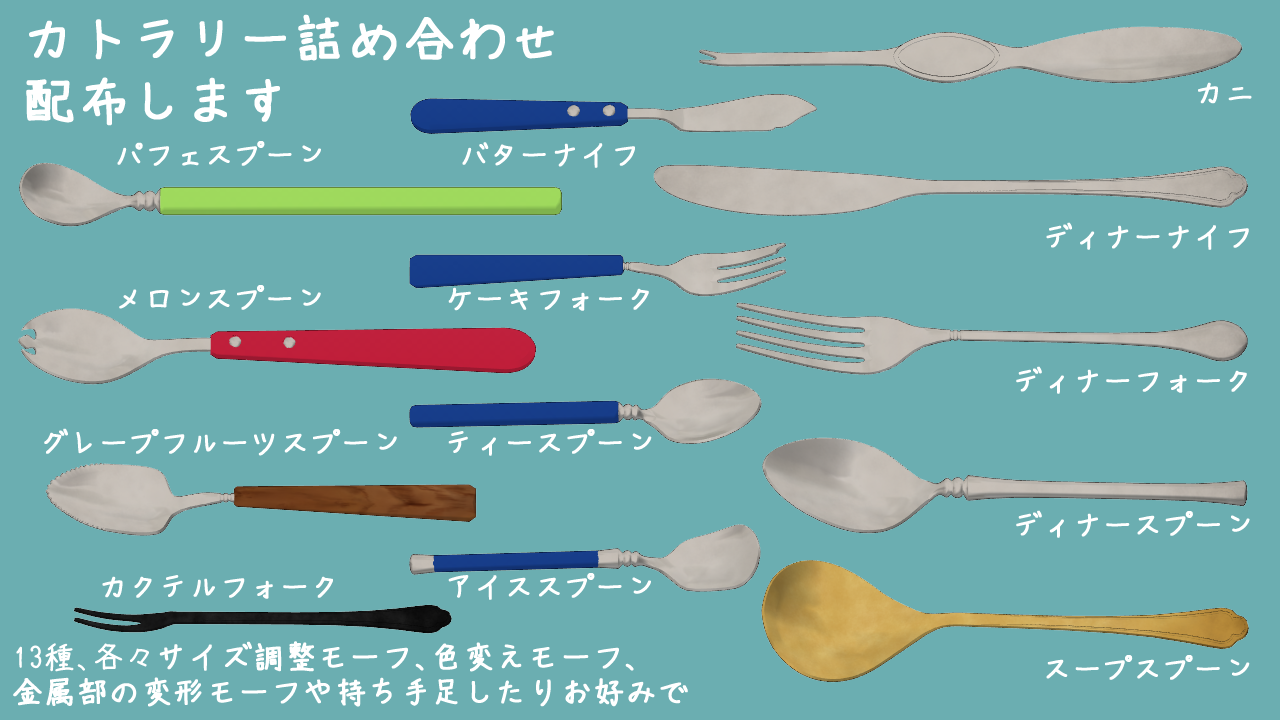 カトラリー詰め合わせ
配布します
カニ
パフェスプーン
バターナイフ
ディナーナイフ
メロンスプーン
ケーキフォーク
ディナーフォーク
グレープフルーツスプーン
ティースプーン
ディナースプーン
カクテルフォーク
アイススプーン
スープスプーン
13種、各々サイズ調整モーフ、色変えモーフ、
金属部の変形モーフや持ち手足したりお好みで